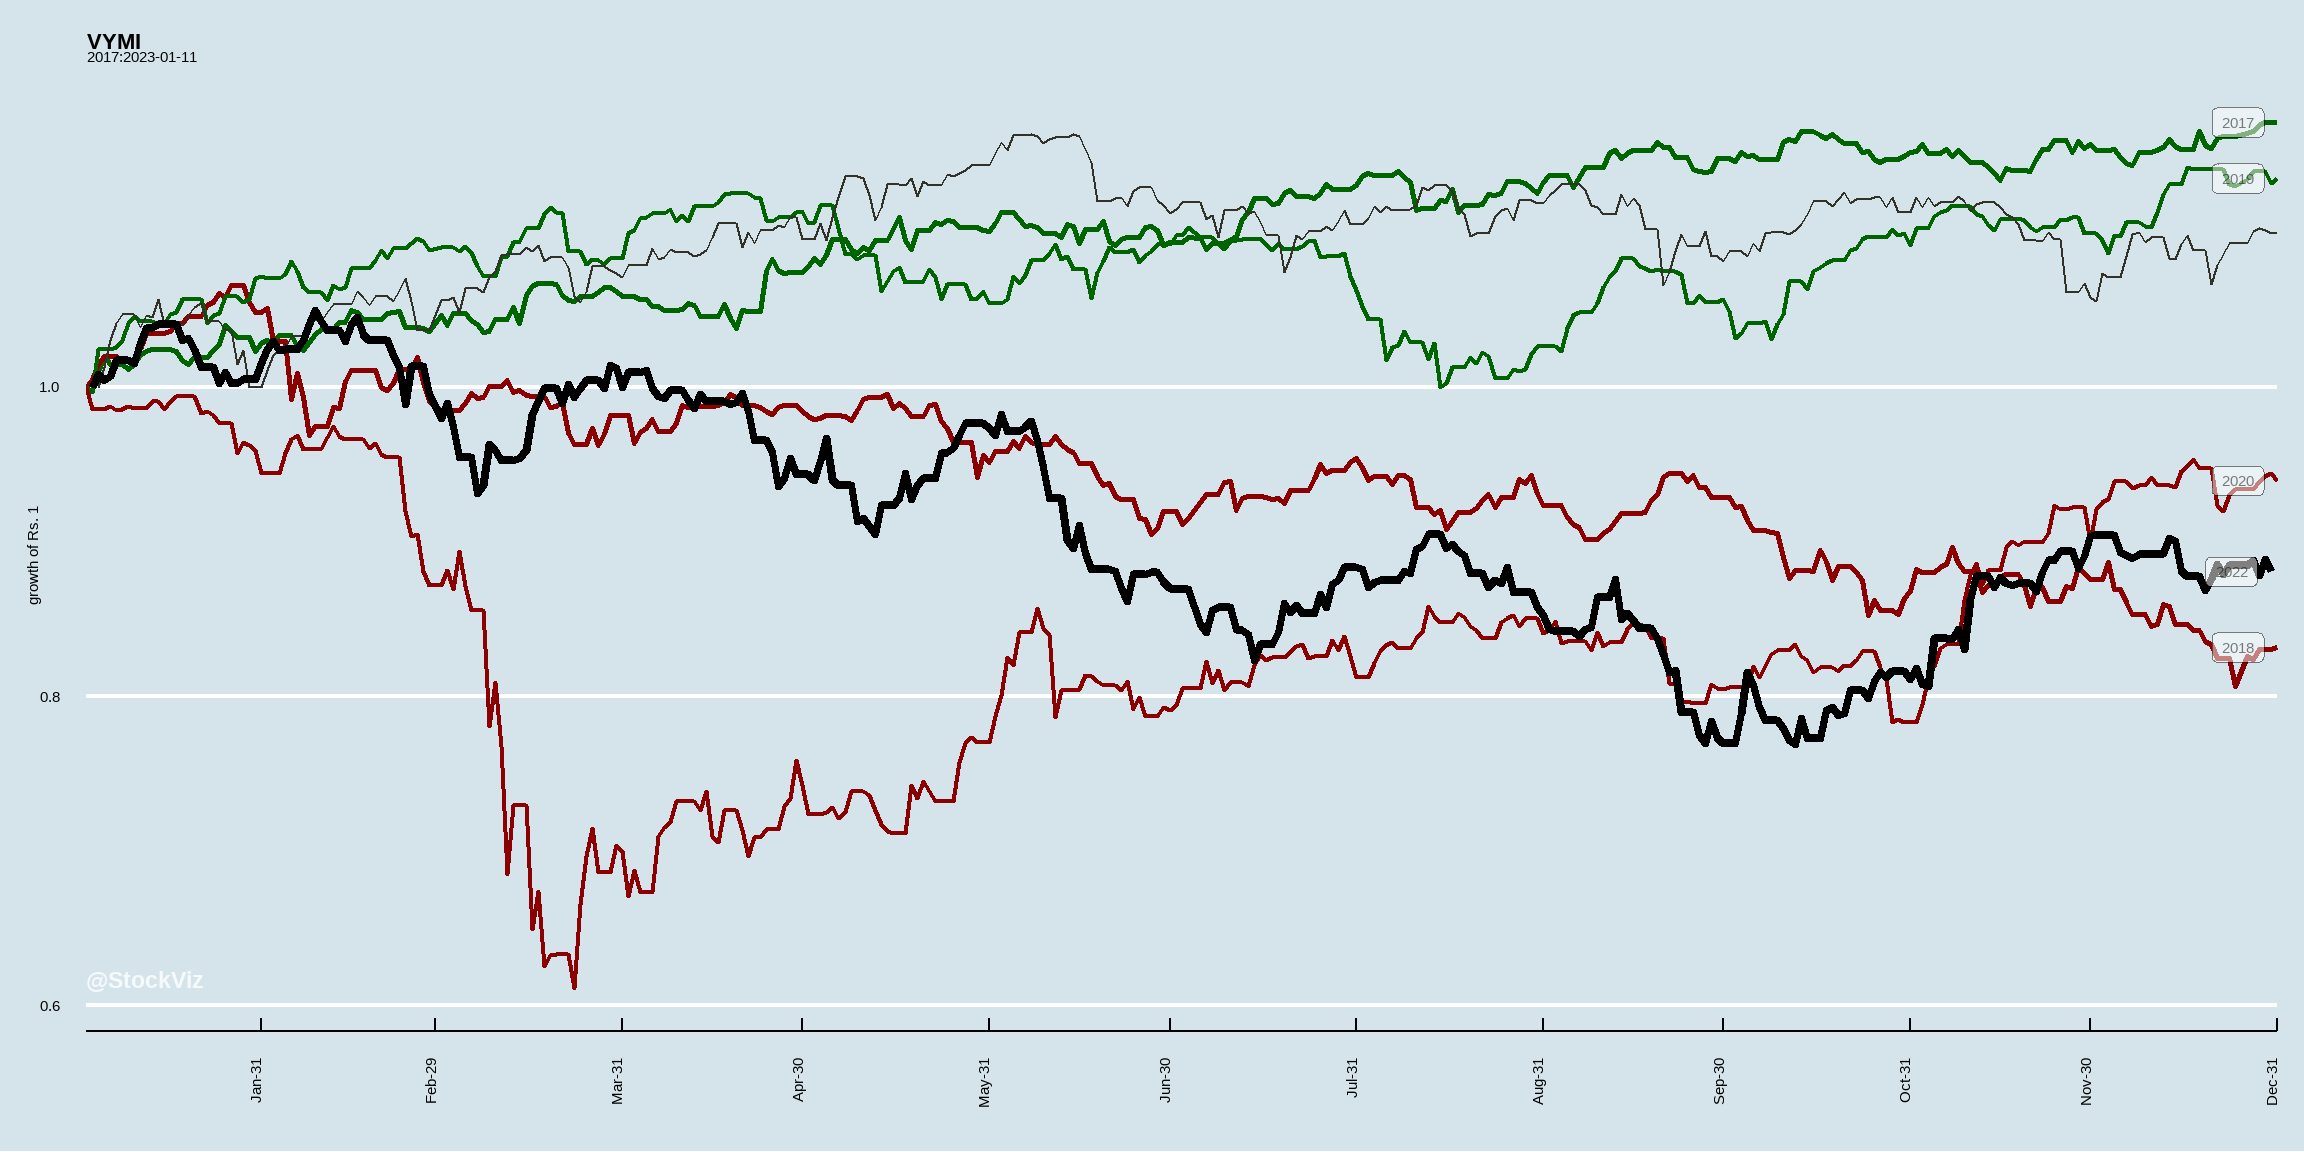 VYMI
2017:2023-01-11
2017
2019
1.0
2020
growth of Rs. 1
2022
2018
0.8
@StockViz
0.6
Jan-31
Feb-29
Mar-31
Apr-30
May-31
Jun-30
Jul-31
Aug-31
Sep-30
Oct-31
Nov-30
Dec-31